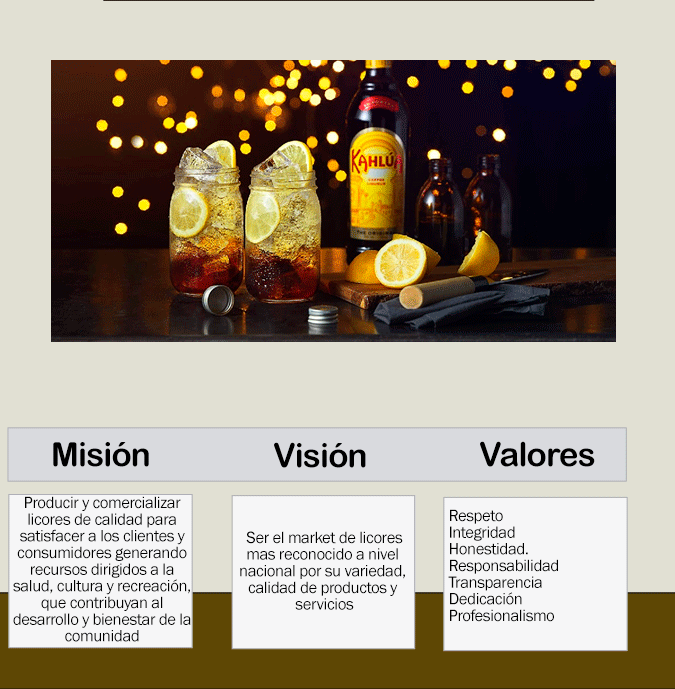 KAHLÚA
THE ORIGINAL
Misión
Visión
Valores
Producir y comercializar
licores de calidad para
satisfacer a los clientes y
consumidores generando
recursos dirigidos a la
salud, cultura y recreación,
que contribuyan al
desarrollo y bienestar de la
comunidad
Ser el market de licores
mas reconocido a nivel
nacional por su variedad,
calidad de productos y
servicios
Respeto
Integridad
Honestidad.
Responsabilidad
Transparencia
Dedicación
Profesionalismo